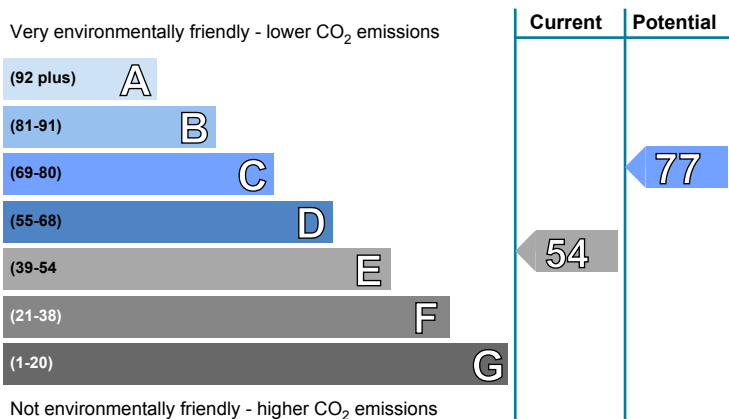 Current Potential
Very environmentally friendly - lower CO2 emissions
(92 plus) A
(81-91) B
(69-80) C
77
(55-68) D
54
(39-54 E
(21-38) F
(1-20) G
Not environmentally friendly - higher CO2 emissions